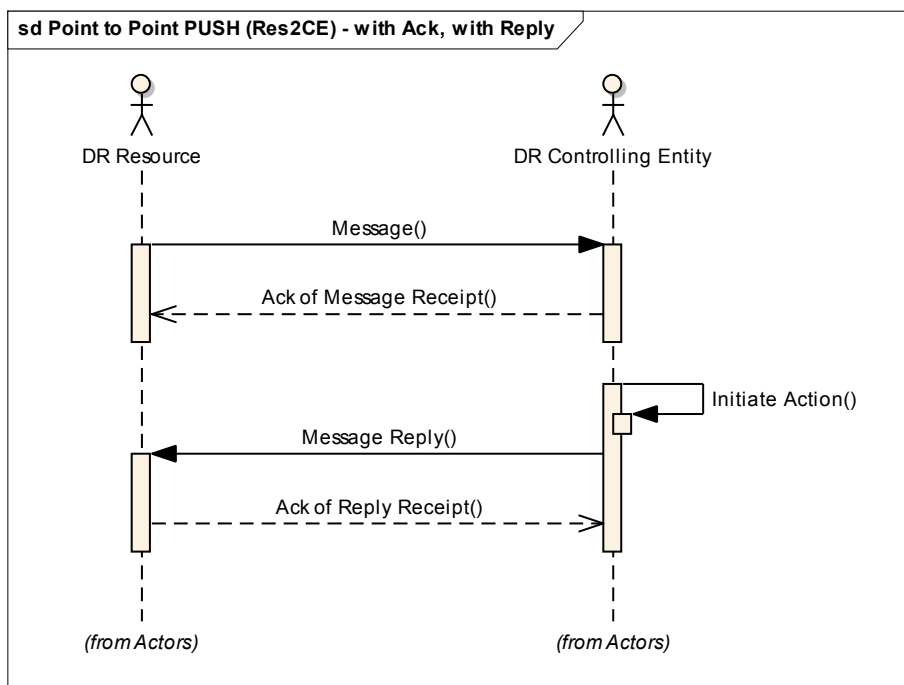 sd Point to Point PUSH (Res2CE) - with Ack, with Reply
DR Resource
DR Controlling Entity
Message()
Ack of Message Receipt()
Initiate Action()
Message Reply()
Ack of Reply Receipt()
(from Actors)
(from Actors)